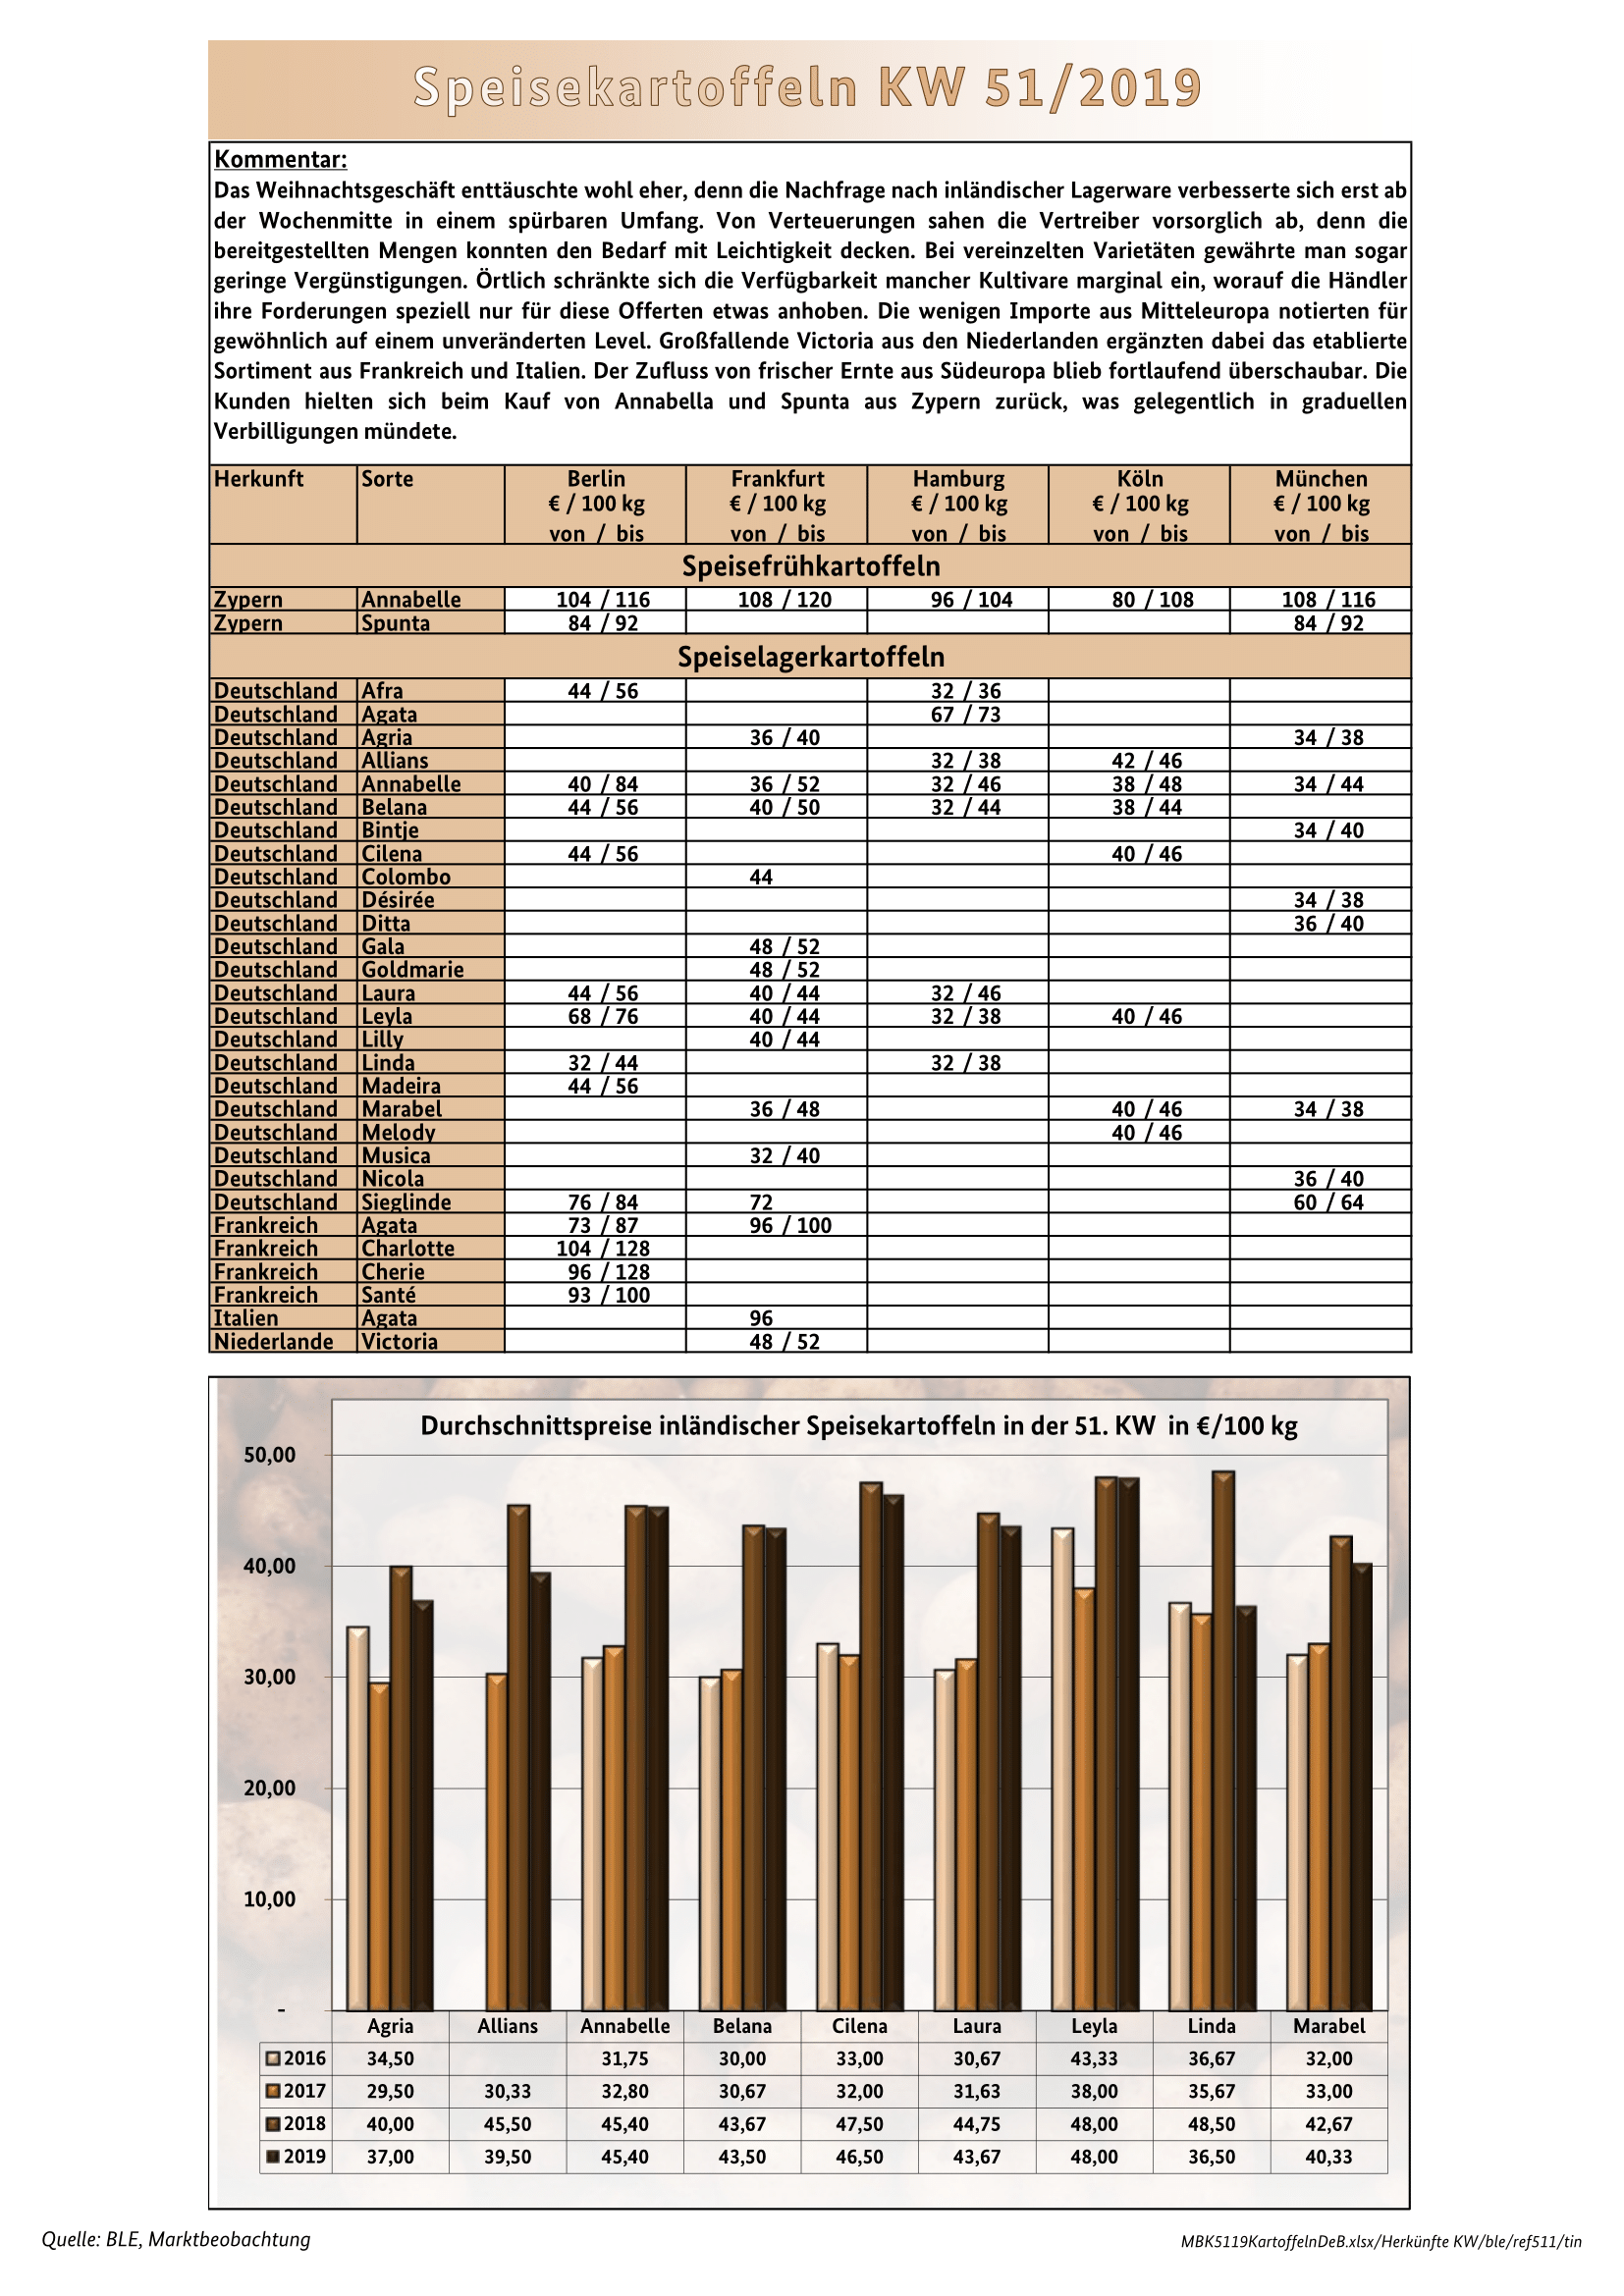 Speisekartoffeln KW 51/2019
Kommentar:
Das Weihnachtsgeschäft enttäuschte wohl eher, denn die Nachfrage nach inländischer Lagerware verbesserte sich erst ab
der Wochenmitte in einem spürbaren Umfang. Von Verteuerungen sahen die Vertreiber vorsorglich ab, denn die
bereitgestellten Mengen konnten den Bedarf mit Leichtigkeit decken. Bei vereinzelten Varietäten gewährte man sogar
geringe Vergünstigungen. Örtlich schränkte sich die Verfügbarkeit mancher Kultivare marginal ein, worauf die Händler
ihre Forderungen speziell nur für diese Offerten etwas anhoben. Die wenigen Importe aus Mitteleuropa notierten für
gewöhnlich auf einem unveränderten Level. Großfallende Victoria aus den Niederlanden ergänzten dabei das etablierte
Sortiment aus Frankreich und Italien. Der Zufluss von frischer Ernte aus Südeuropa blieb fortlaufend überschaubar. Die
Kunden hielten sich beim Kauf von Annabella und Spunta aus Zypern zurück, was gelegentlich in graduellen
Verbilligungen mündete.
Herkunft Sorte Berlin Frankfurt Hamburg Köln München
€ / 100 kg € / 100 kg € / 100 kg € / 100 kg € / 100 kg
von / bis von / bis von / bis von / bis von / bis
Speisefrühkartoffeln
Zypern Annabelle 104 / 116 108 / 120 96 / 104 80 / 108 108 / 116
Zypern Spunta 84 / 92 84 / 92
Speiselagerkartoffeln
Deutschland Afra 44 / 56 32 / 36
Deutschland Agata 67 / 73
Deutschland Agria 36 / 40 34 / 38
Deutschland Allians 32 / 38 42 / 46
Deutschland Annabelle 40 / 84 36 / 52 32 / 46 38 / 48 34 / 44
Deutschland Belana 44 / 56 40 / 50 32 / 44 38 / 44
Deutschland Bintje 34 / 40
Deutschland Cilena 44 / 56 40 / 46
Deutschland Colombo 44
Deutschland Désirée 34 / 38
Deutschland Ditta 36 / 40
Deutschland Gala 48 / 52
Deutschland Goldmarie 48 / 52
Deutschland Laura 44 / 56 40 / 44 32 / 46
Deutschland Leyla 68 / 76 40 / 44 32 / 38 40 / 46
Deutschland Lilly 40 / 44
Deutschland Linda 32 / 44 32 / 38
Deutschland Madeira 44 / 56
Deutschland Marabel 36 / 48 40 / 46 34 / 38
Deutschland Melody 40 / 46
Deutschland Musica 32 / 40
Deutschland Nicola 36 / 40
Deutschland Sieglinde 76 / 84 72 60 / 64
Frankreich Agata 73 / 87 96 / 100
Frankreich Charlotte 104 / 128
Frankreich Cherie 96 / 128
Frankreich Santé 93 / 100
Italien Agata 96
Niederlande Victoria 48 / 52
Durchschnittspreise inländischer Speisekartoffeln in der 51. KW in €/100 kg
50,00
40,00
30,00
20,00
10,00
-
Agria Allians Annabelle Belana Cilena Laura Leyla Linda Marabel
2016 34,50 31,75 30,00 33,00 30,67 43,33 36,67 32,00
2017 29,50 30,33 32,80 30,67 32,00 31,63 38,00 35,67 33,00
2018 40,00 45,50 45,40 43,67 47,50 44,75 48,00 48,50 42,67
2019 37,00 39,50 45,40 43,50 46,50 43,67 48,00 36,50 40,33
Quelle: BLE, Marktbeobachtung MBK5119KartoffelnDeB.xlsx/Herkünfte KW/ble/ref511/tin